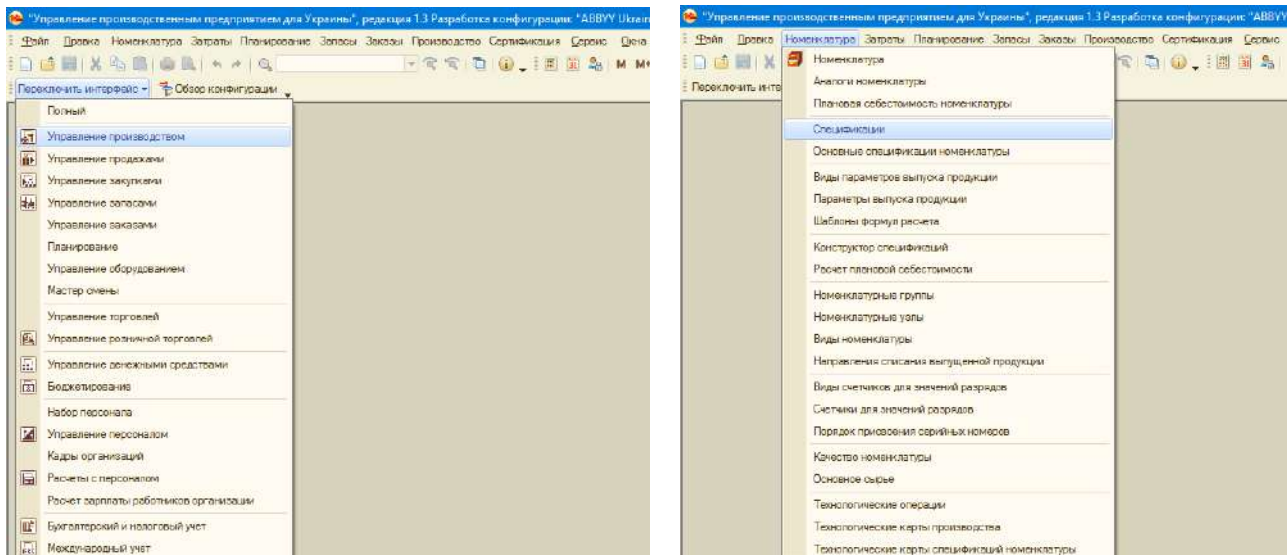 "Управление производственным предприятием для Украины", редакция 1.3 Разработка конфигурации: "ABBYY Ukrain
Файл Правка Номенклатура Затраты Планирование Запасы Заказы Производство Сертификация Сервис Окна
M M+
Переключить интерфейс Обзор конфигурации
Полный
Управление производством
Управление продажами
Управление закупками
Управление запасами
Управление заказами
Планирование
Управление оборудованием
Мастер смены
Управление торговлей
Управление розничной торговлей
Управление денежными средствами
Бюджетирование
Набор персонала
Управление персоналом
Кадры организаций
Расчеты с персоналом
Расчет зарплаты работников организации
Бухгалтерский и налоговый учет
Международный учет
"Управление производственным предприятием для Украины", редакция 1.3 Разработка конфигурации: "ABBYY
Файл Правка Номенклатура Затраты Планирование Запасы Заказы Производство Сертификация Сервис
Переключить инте
Номенклатура
Аналоги номенклатуры
Плановая себестоимость номенклатуры
Спецификации
Основные спецификации номенклатуры
Виды параметров выпуска продукции
Параметры выпуска продукции
Шаблоны формул расчета
Конструктор спецификаций
Расчет плановой себестоимости
Номенклатурные группы
Номенклатурные узлы
Виды номенклатуры
Направления списания выпущенной продукции
Виды счетчиков для значений разрядов
Счетчики для значений разрядов
Порядок присвоения серийных номеров
Качество номенклатуры
Основное сырье
Технологические операции
Технологические карты производства
Технологические карты спецификаций номенклатуры